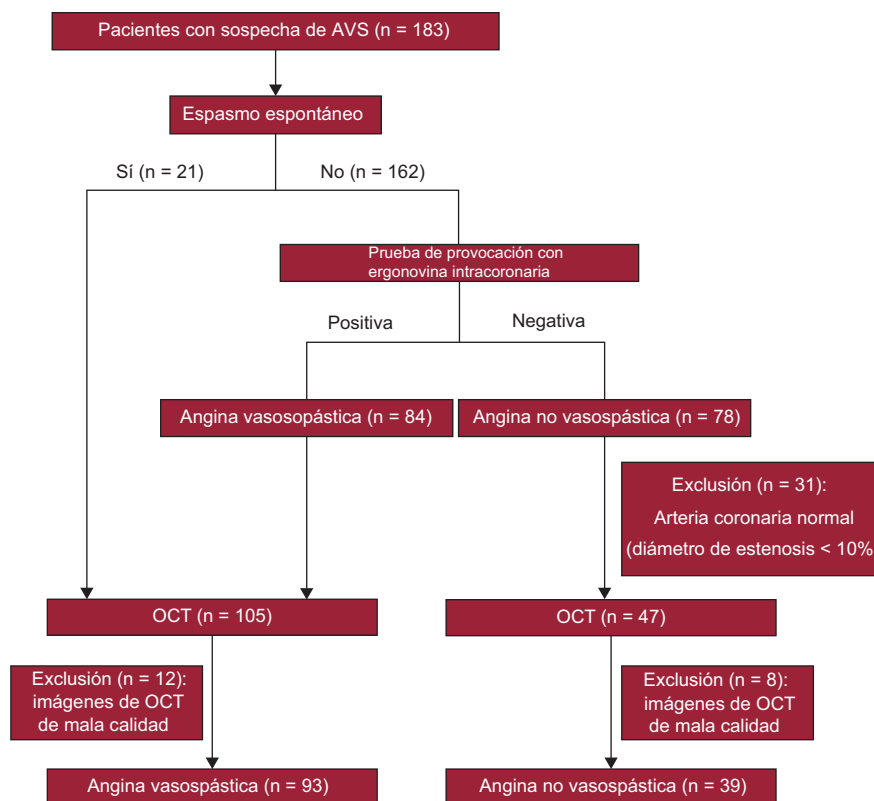 Pacientes con sospecha de AVS (n = 183)
Espasmo espontáneo
Sí (n = 21)
No (n = 162)
Prueba de provocación con
ergonovina intracoronaria
Positiva
Negativa
Angina vasosopástica (n = 84)
Angina no vasospástica (n = 78)
Exclusión (n = 31):
Arteria coronaria normal
(diámetro de estenosis < 10%
OCT (n = 105)
OCT (n = 47)
Exclusión (n = 12):
imágenes de OCT
de mala calidad
Exclusión (n = 8):
imágenes de OCT
de mala calidad
Angina vasospástica (n = 93)
Angina no vasospástica (n = 39)